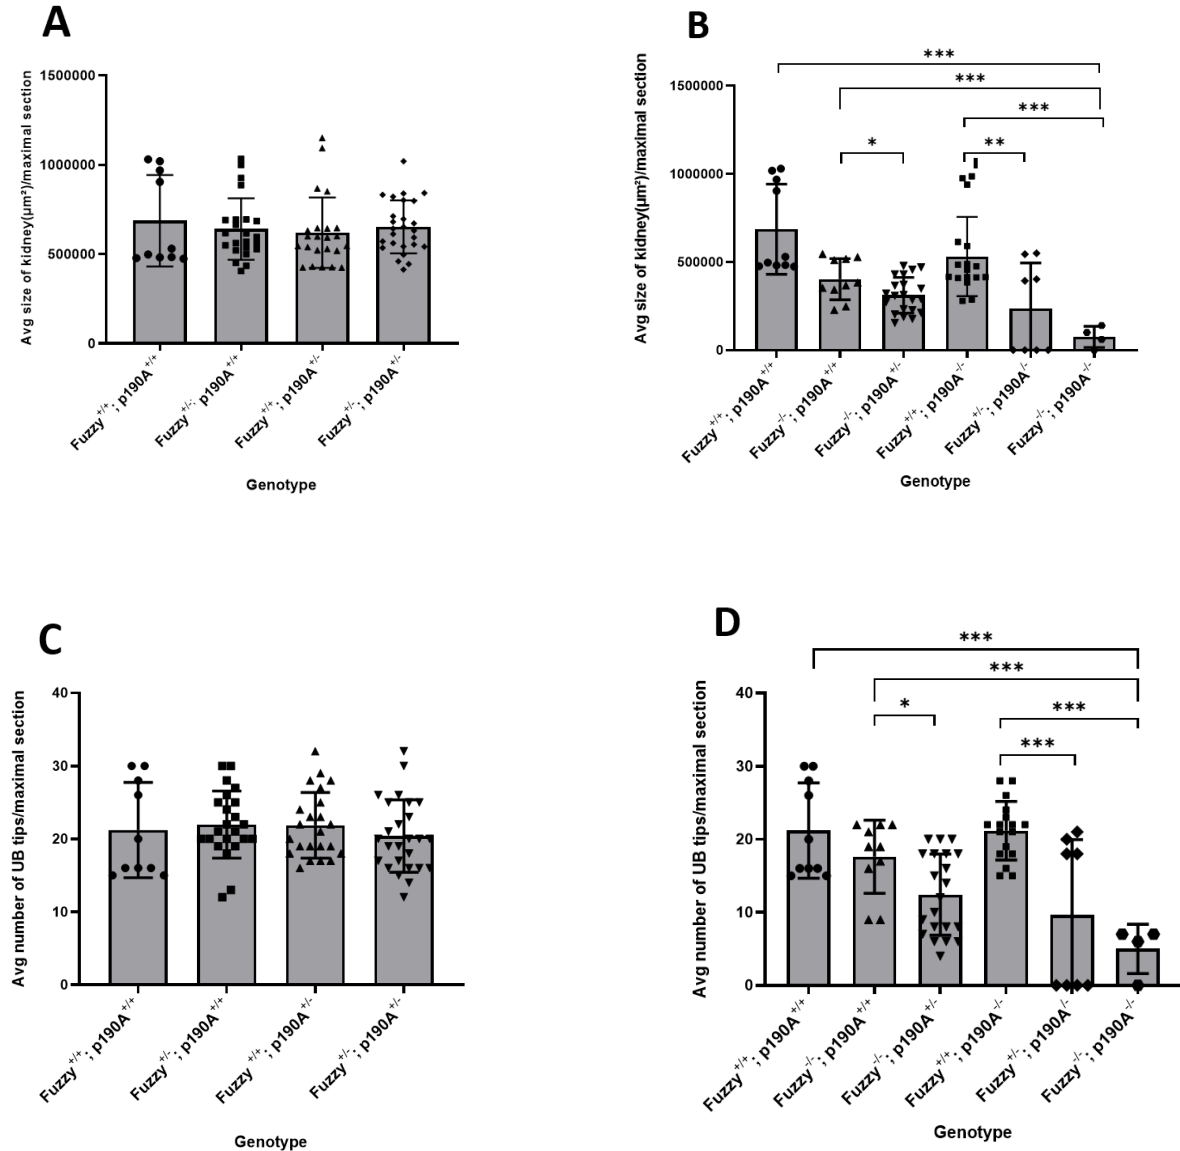 A
Avg size of kidney(µm²)/maximal section
1500000
1000000
500000
0
Fuzzy+/+; p190A+/+
Fuzzy+/-; p190A+/+
Fuzzy+/+; p190A+/-
Fuzzy+/-; p190A+/-
Genotype
B
Avg size of kidney(µm²)/maximal section
1500000
1000000
500000
0
***
***
***
*
**
Fuzzy+/+; p190A+/+
Fuzzy-/-; p190A+/+
Fuzzy-/-; p190A+/-
Fuzzy+/+; p190A-/-
Fuzzy+/-; p190A-/-
Fuzzy-/-; p190A-/-
Genotype
C
Avg number of UB tips/maximal section
40
30
20
10
0
Fuzzy+/+; p190A+/+
Fuzzy+/-; p190A+/+
Fuzzy+/+; p190A+/-
Fuzzy+/-; p190A+/-
Genotype
D
Avg number of UB tips/maximal section
40
30
20
10
0
***
***
***
*
***
Fuzzy+/+; p190A+/+
Fuzzy-/-; p190A+/+
Fuzzy-/-; p190A+/-
Fuzzy+/+; p190A-/-
Fuzzy+/-; p190A-/-
Fuzzy-/-; p190A-/-
Genotype